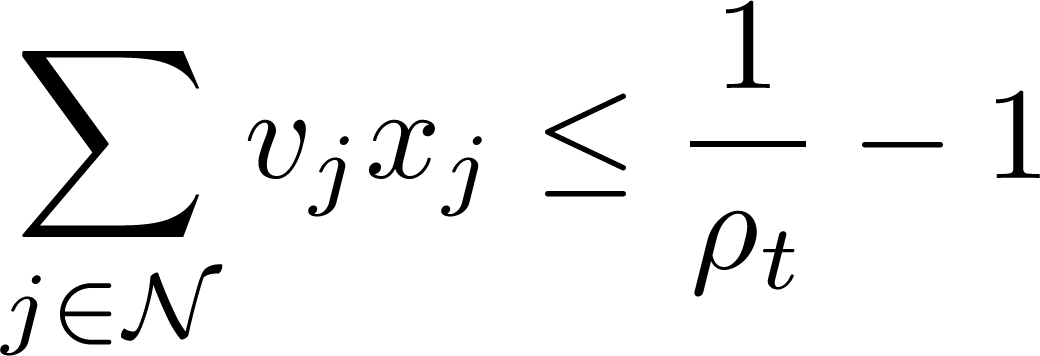 \sum_{j \in \mathcal{N}} v_j x_j \leq \frac{1}{\rho_t} - 1